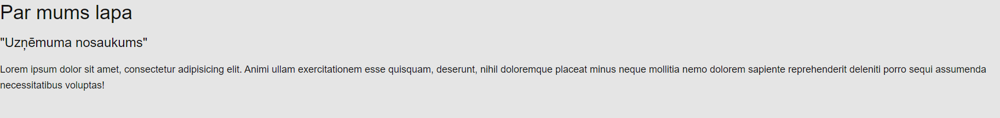 Par mums lapa
"Uzņēmuma nosaukums"
Lorem ipsum dolor sit amet, consectetur adipisicing elit. Animi ullam exercitationem esse quisquam, deserunt, nihil doloremque placeat minus neque mollitia nemo dolorem sapiente reprehenderit deleniti porro sequi assumenda
necessitatibus voluptas!